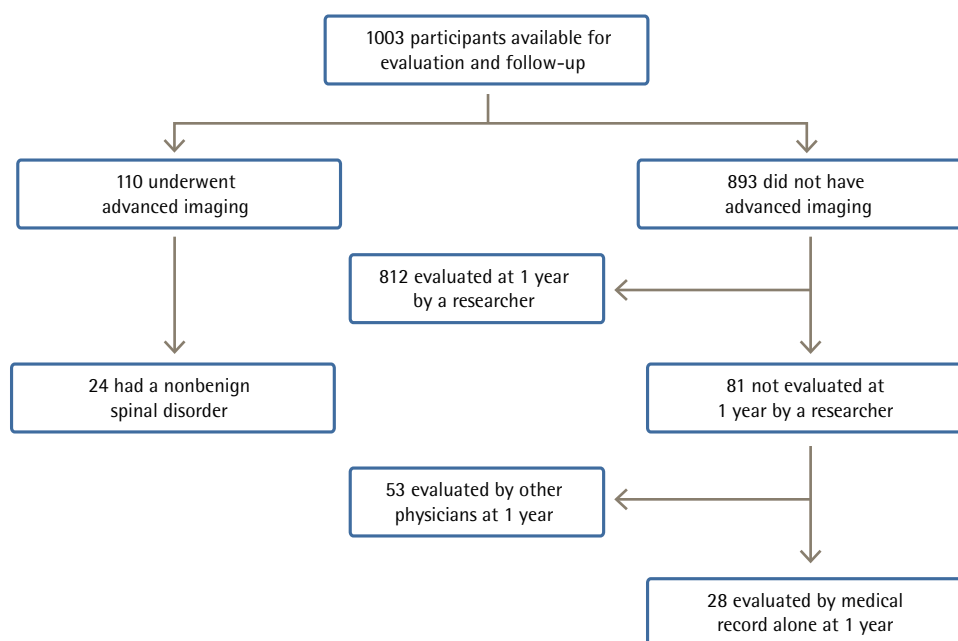 1003 participants available for
evaluation and follow-up
110 underwent
advanced imaging
893 did not have
advanced imaging
812 evaluated at 1 year
by a researcher
24 had a nonbenign
spinal disorder
81 not evaluated at
1 year by a researcher
53 evaluated by other
physicians at 1 year
28 evaluated by medical
record alone at 1 year